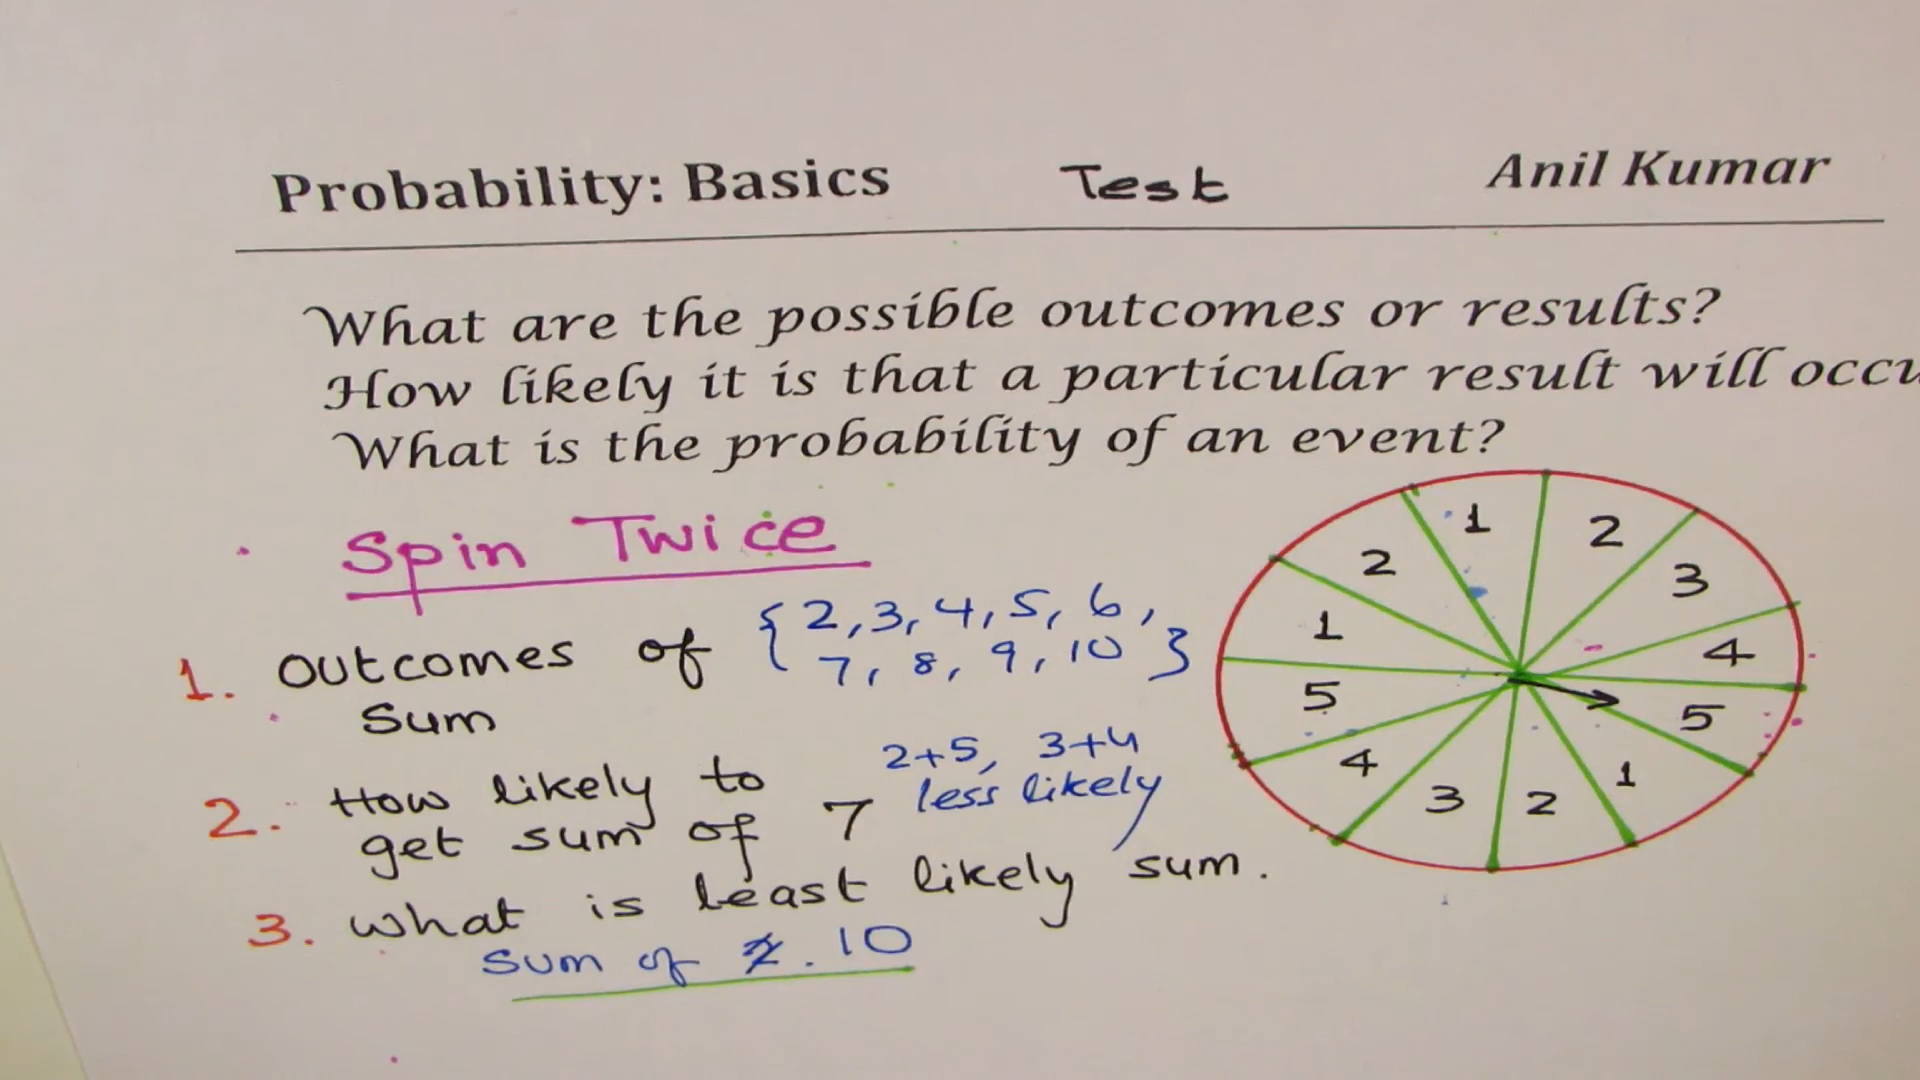 Probability: Basics Test Anil Kumar
What are the possible outcomes or results?
How likely it is that a particular result will occu
What is the probability of an event?
Spin Twice
1. Outcomes of {2, 3, 4, 5, 6,
Sum 7, 8, 9, 10}
2. How likely to 2+5, 3+4
get sum of 7 less likely
3. What is least likely sum.
Sum of 2. 10
1 2
2 3
1 4
5 5
4 1
3 2